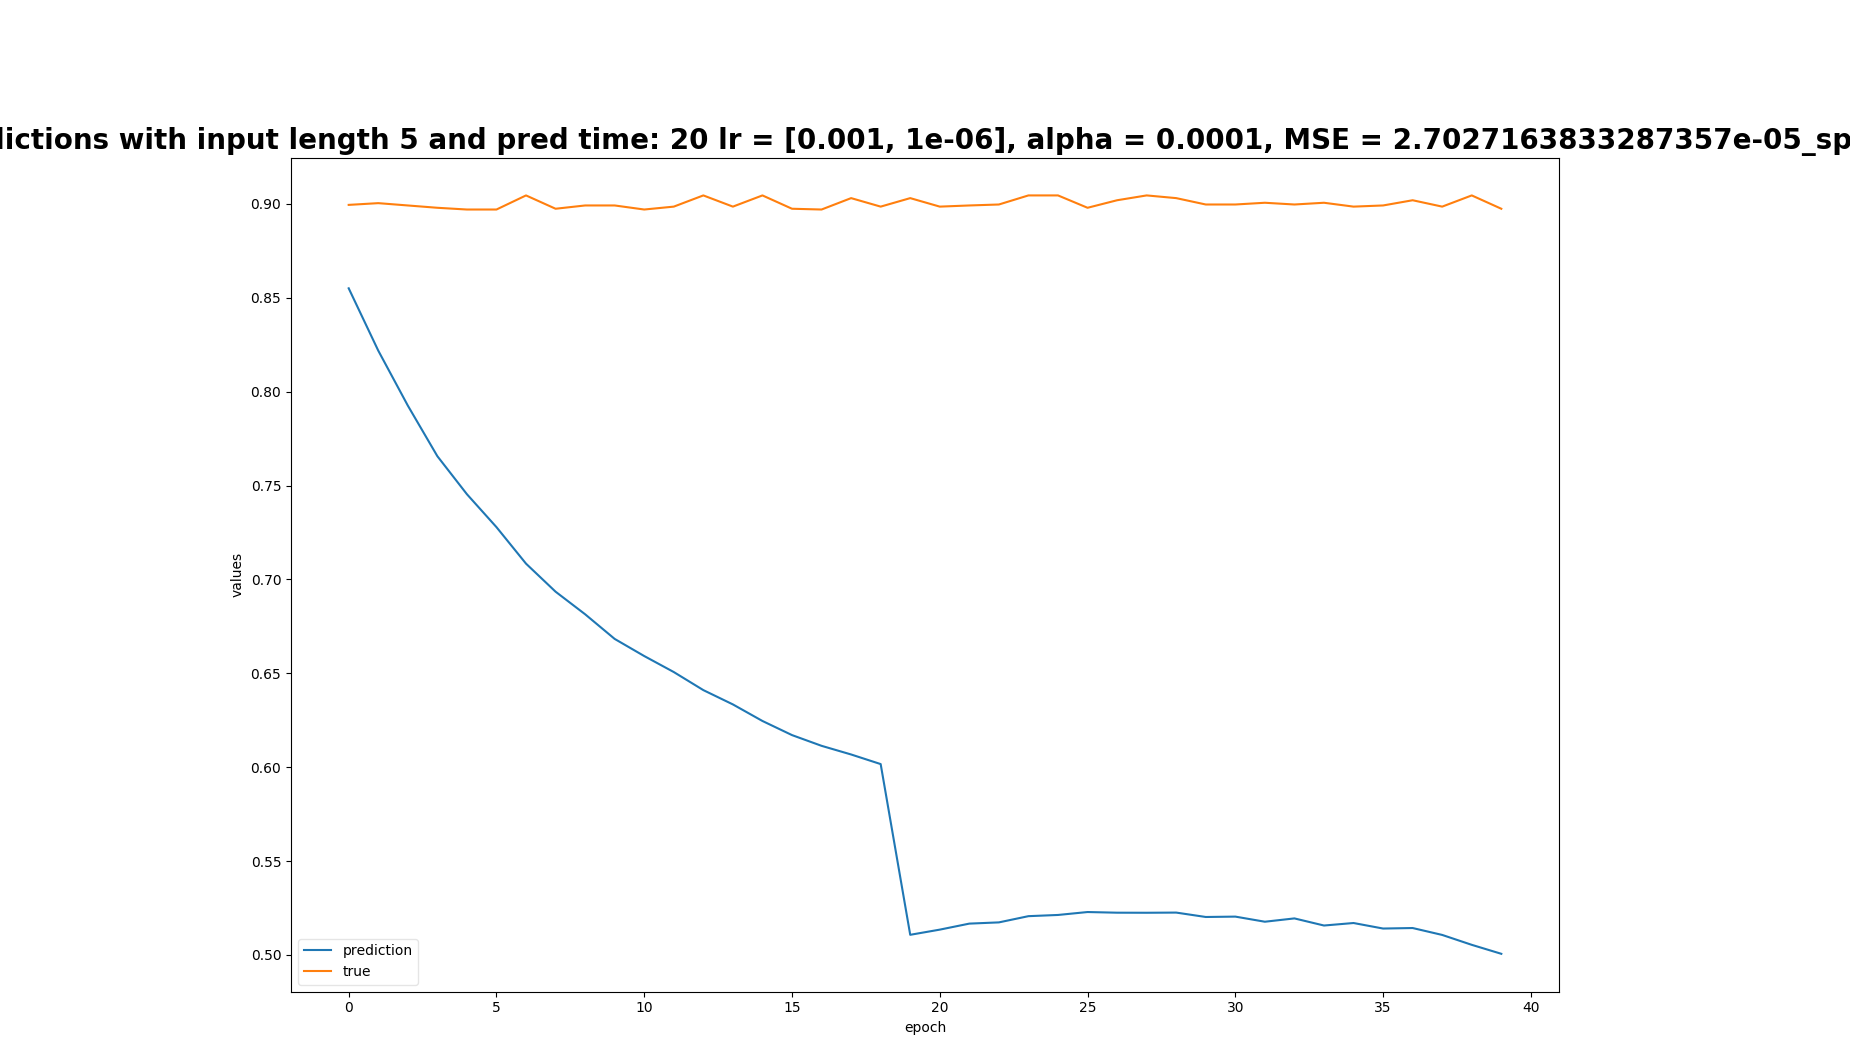 with input length 5 and pred time: 20 lr = [0.001, 1e-06], alpha = 0.0001, MSE = 2.7027163833287357e-05_sp
0.90
0.85
0.80
0.75
0.70
0.65
0.60
0.55
0.50
values
prediction
true
0 5 10 15 20 25 30 35 40
epoch